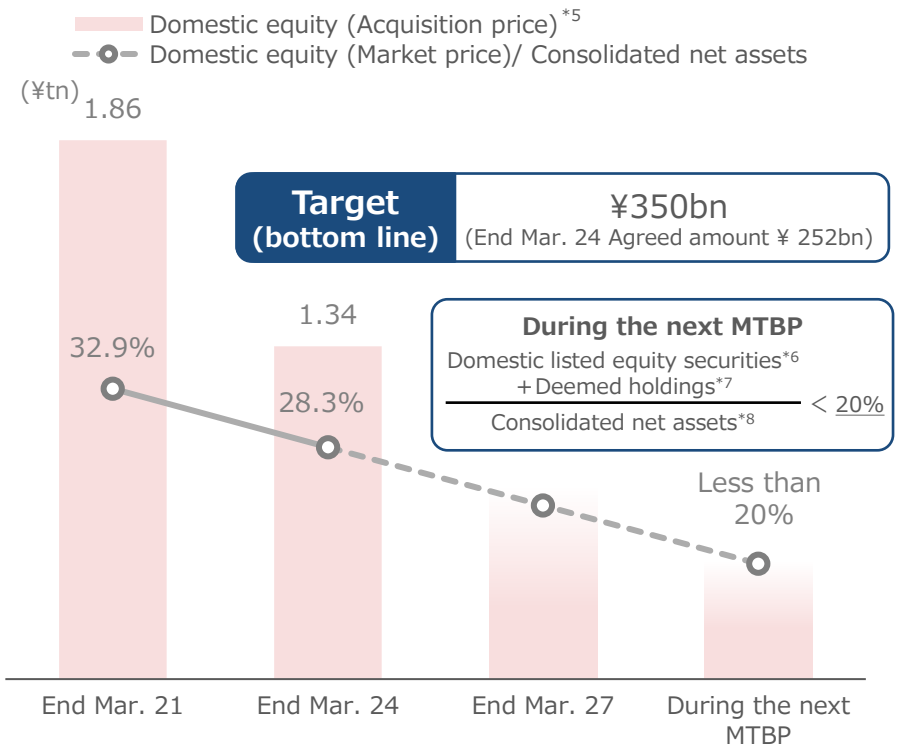 Domestic equity (Acquisition price) *5
Domestic equity (Market price)/ Consolidated net assets
(¥tn)
1.86
Target
(bottom line)
¥350bn
(End Mar. 24 Agreed amount ¥ 252bn)
1.34
During the next MTBP
Domestic listed equity securities*6
+Deemed holdings*7
Consolidated net assets*8
< 20%
32.9%
28.3%
Less than
20%
End Mar. 21
End Mar. 24
End Mar. 27
During the next
MTBP